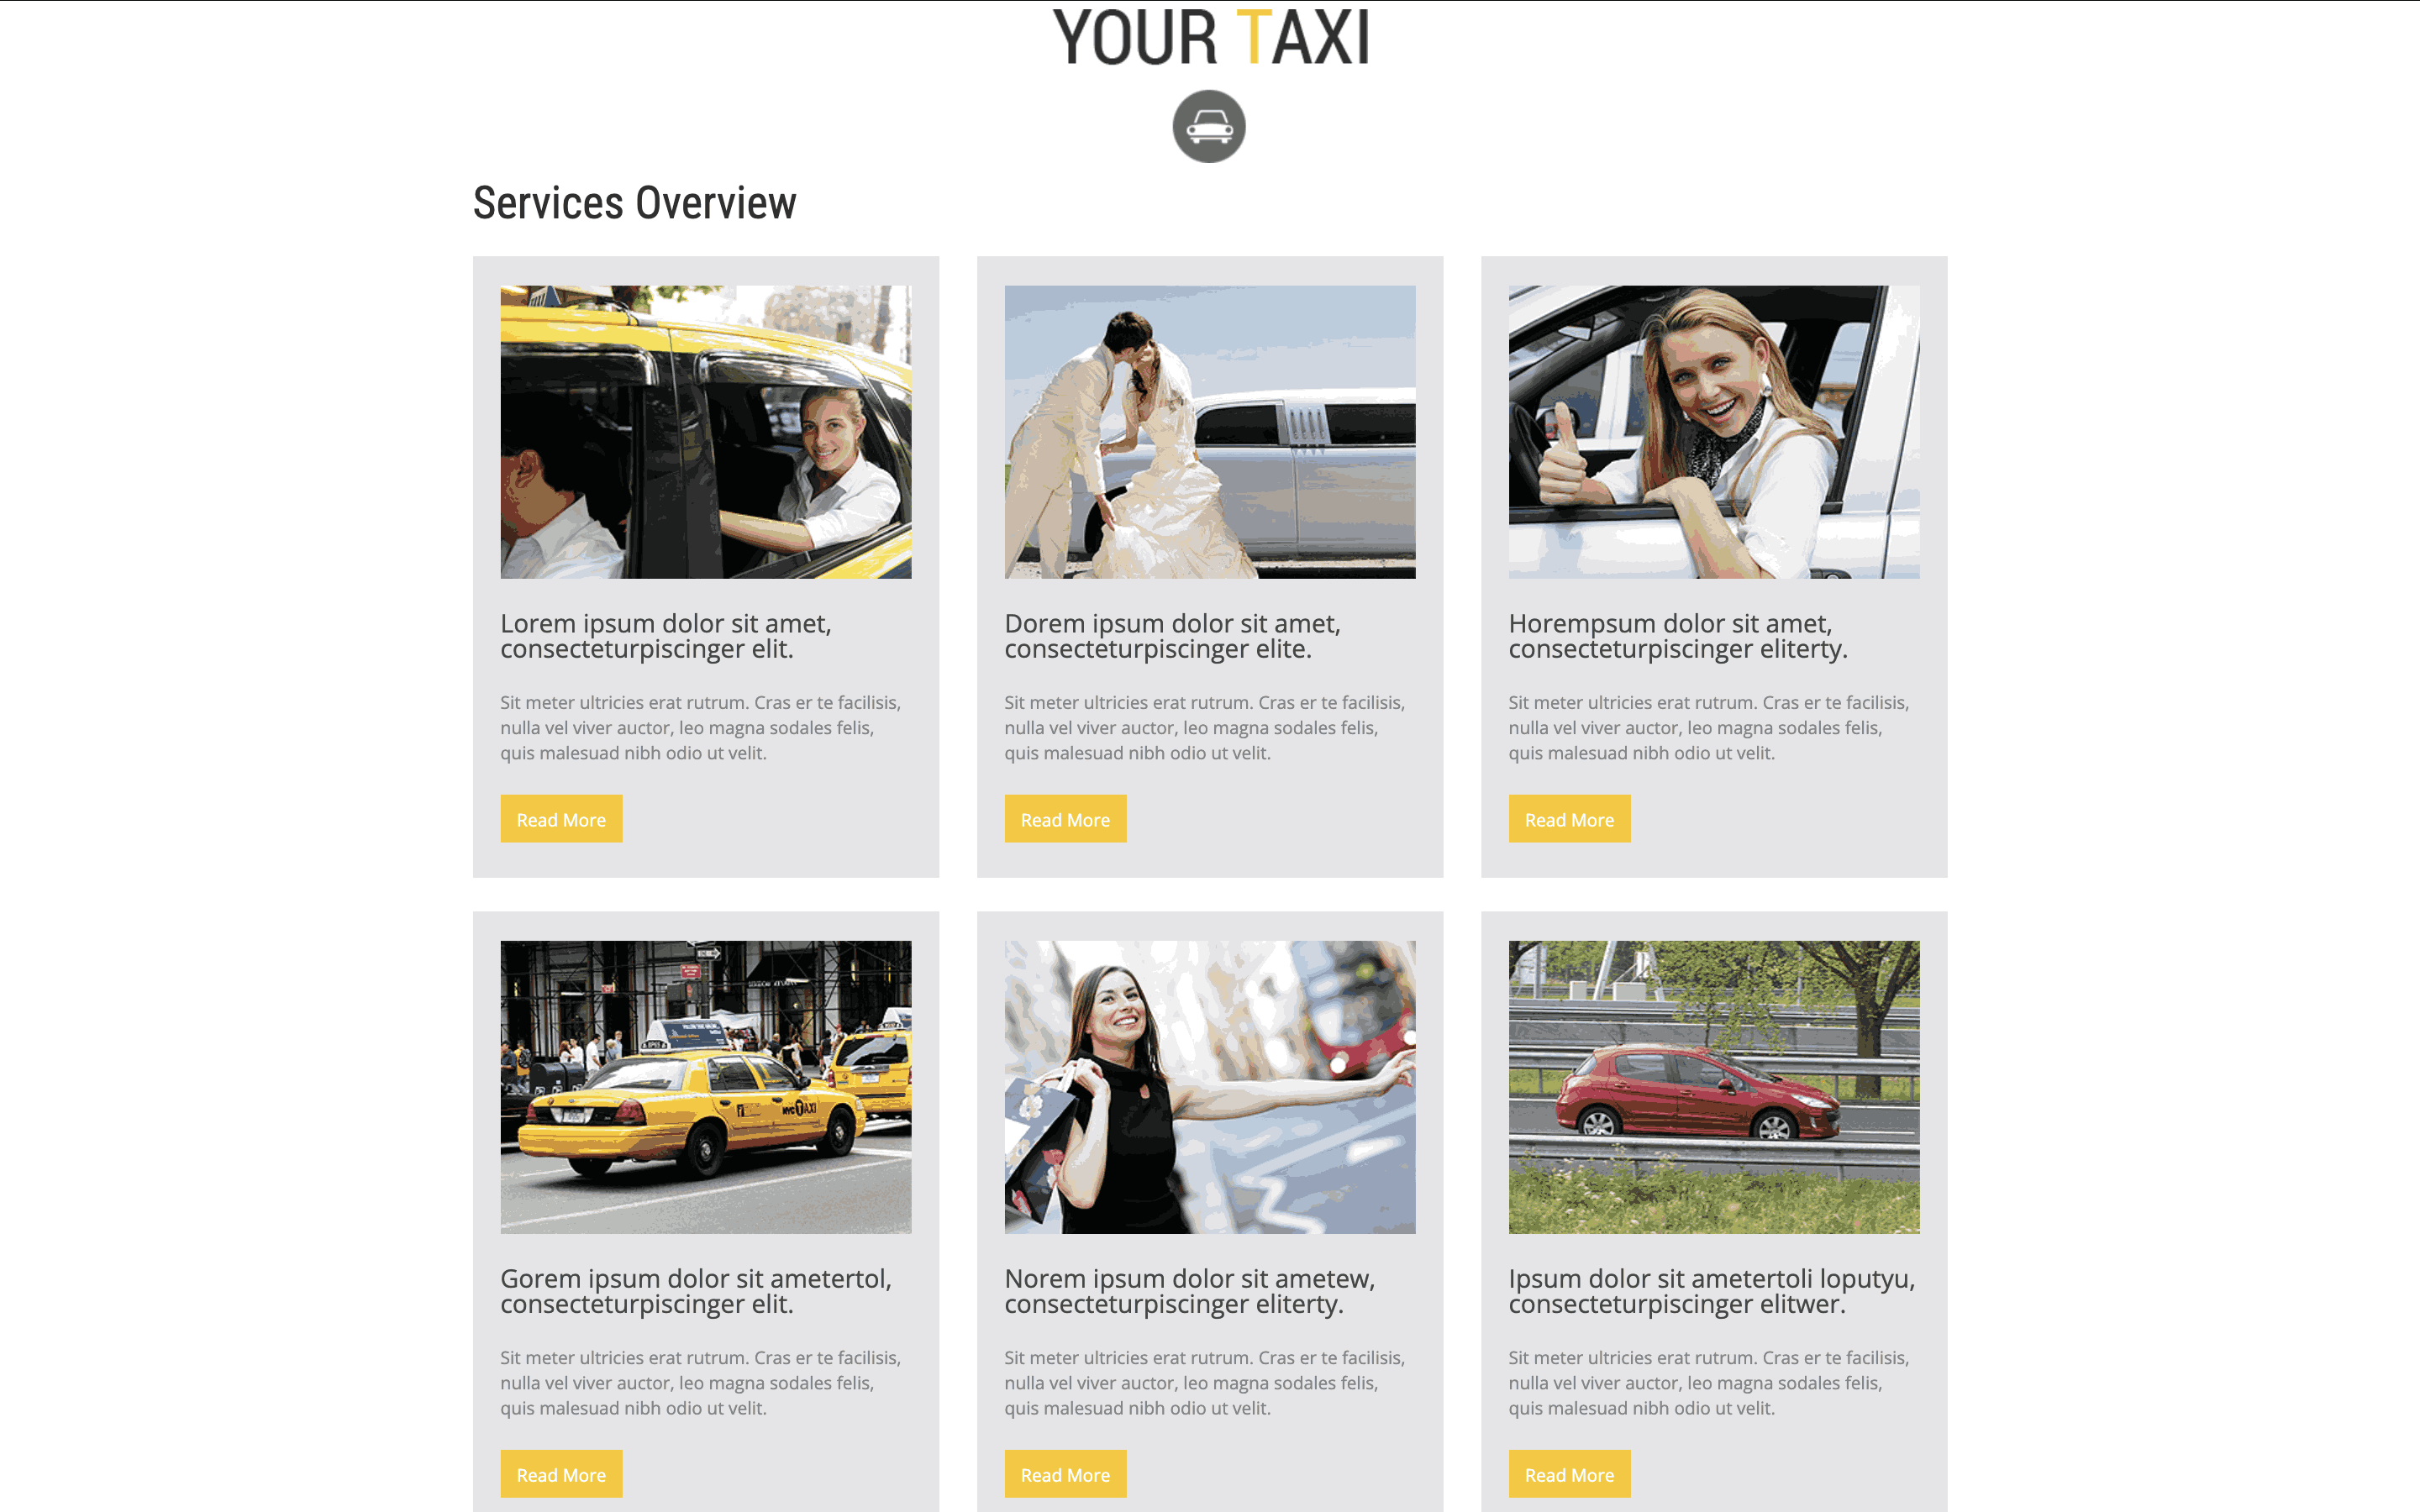 YOUR TAXI
Services Overview
Lorem ipsum dolor sit amet,
consecteturpiscinger elit.
Sit meter ultricies erat rutrum. Cras er te facilisis,
nulla vel viver auctor, leo magna sodales felis,
quis malesuad nibh odio ut velit.
Read More
Dorem ipsum dolor sit amet,
consecteturpiscinger elite.
Sit meter ultricies erat rutrum. Cras er te facilisis,
nulla vel viver auctor, leo magna sodales felis,
quis malesuad nibh odio ut velit.
Read More
Horempsum dolor sit amet,
consecteturpiscinger eliterty.
Sit meter ultricies erat rutrum. Cras er te facilisis,
nulla vel viver auctor, leo magna sodales felis,
quis malesuad nibh odio ut velit.
Read More
NYC TAXI
Gorem ipsum dolor sit ametertol,
consecteturpiscinger elit.
Sit meter ultricies erat rutrum. Cras er te facilisis,
nulla vel viver auctor, leo magna sodales felis,
quis malesuad nibh odio ut velit.
Read More
Norem ipsum dolor sit ametew,
consecteturpiscinger eliterty.
Sit meter ultricies erat rutrum. Cras er te facilisis,
nulla vel viver auctor, leo magna sodales felis,
quis malesuad nibh odio ut velit.
Read More
Ipsum dolor sit ametertoli loputyu,
consecteturpiscinger elitwer.
Sit meter ultricies erat rutrum. Cras er te facilisis,
nulla vel viver auctor, leo magna sodales felis,
quis malesuad nibh odio ut velit.
Read More